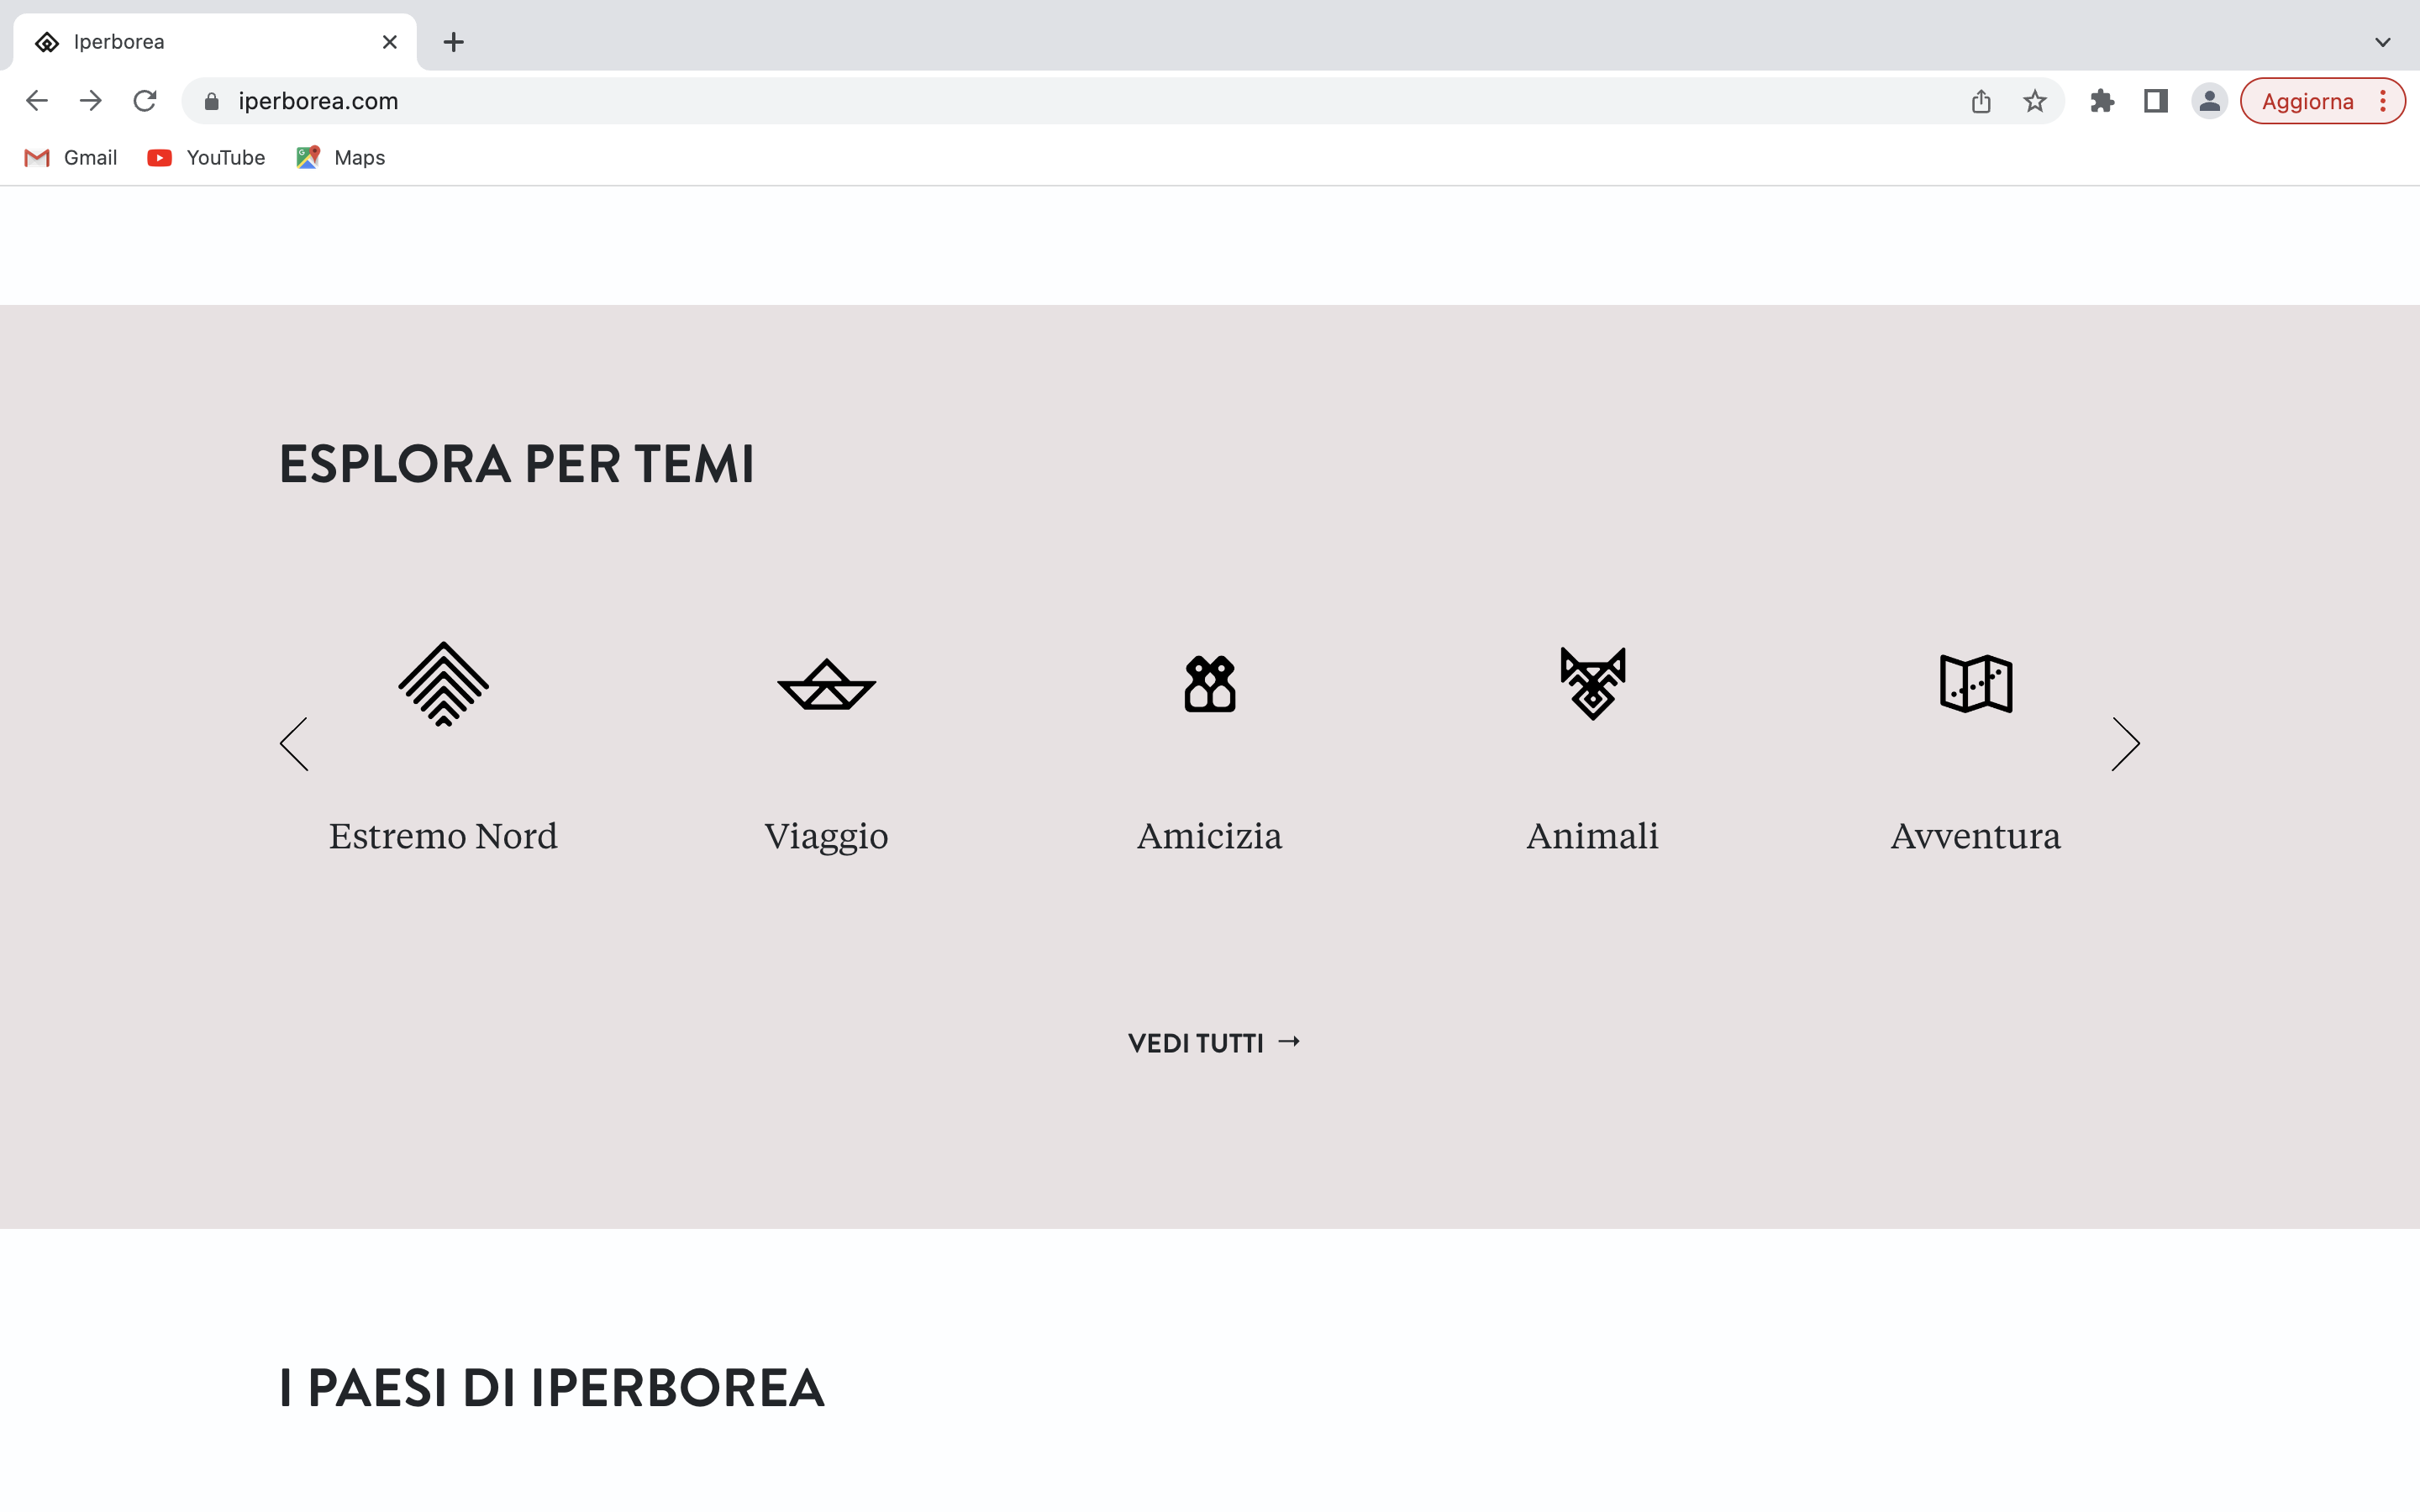 Iperborea
iperborea.com
Aggiorna
Gmail YouTube Maps
ESPLORA PER TEMI
Estremo Nord Viaggio Amicizia Animali Avventura
VEDI TUTTI →
I PAESI DI IPERBOREA